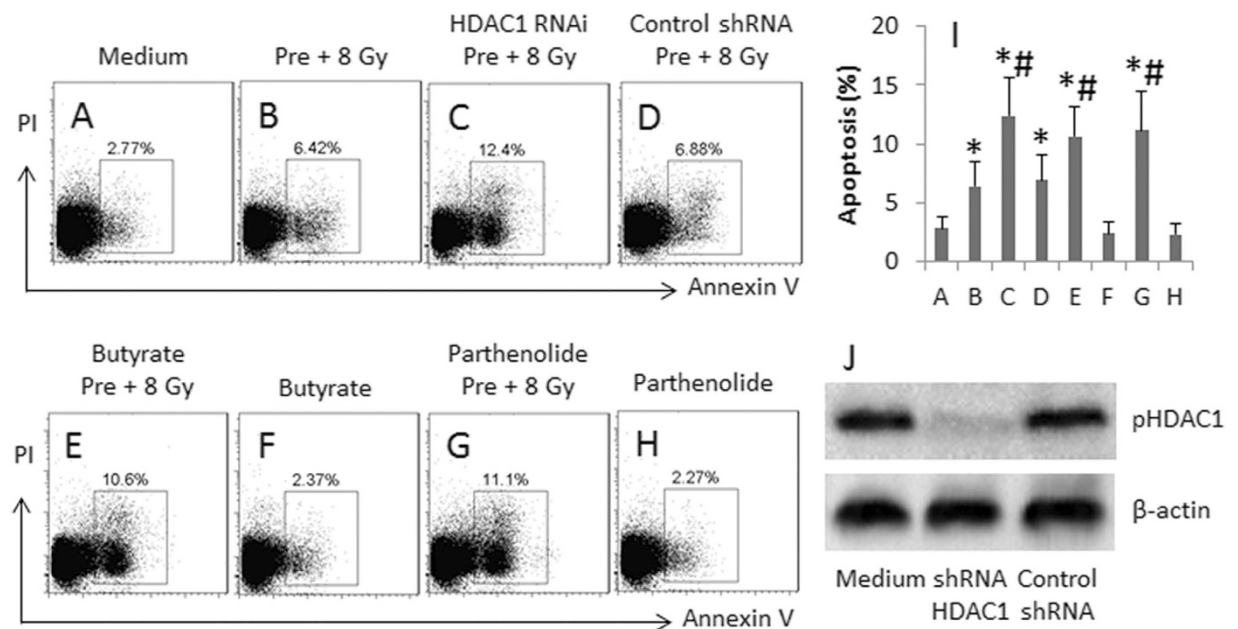 Medium
Pre + 8 Gy
HDAC1 RNAi
Pre + 8 Gy
Control shRNA
Pre + 8 Gy
PI
A
2.77%
B
6.42%
C
12.4%
D
6.88%
Annexin V
I
Apoptosis (%)
20
15
10
5
0
*
*#
*
*#
*#
A B C D E F G H
Butyrate
Pre + 8 Gy
Butyrate
Parthenolide
Pre + 8 Gy
Parthenolide
PI
E
10.6%
F
2.37%
G
11.1%
H
2.27%
Annexin V
J
pHDAC1
β-actin
Medium shRNA Control
HDAC1 shRNA